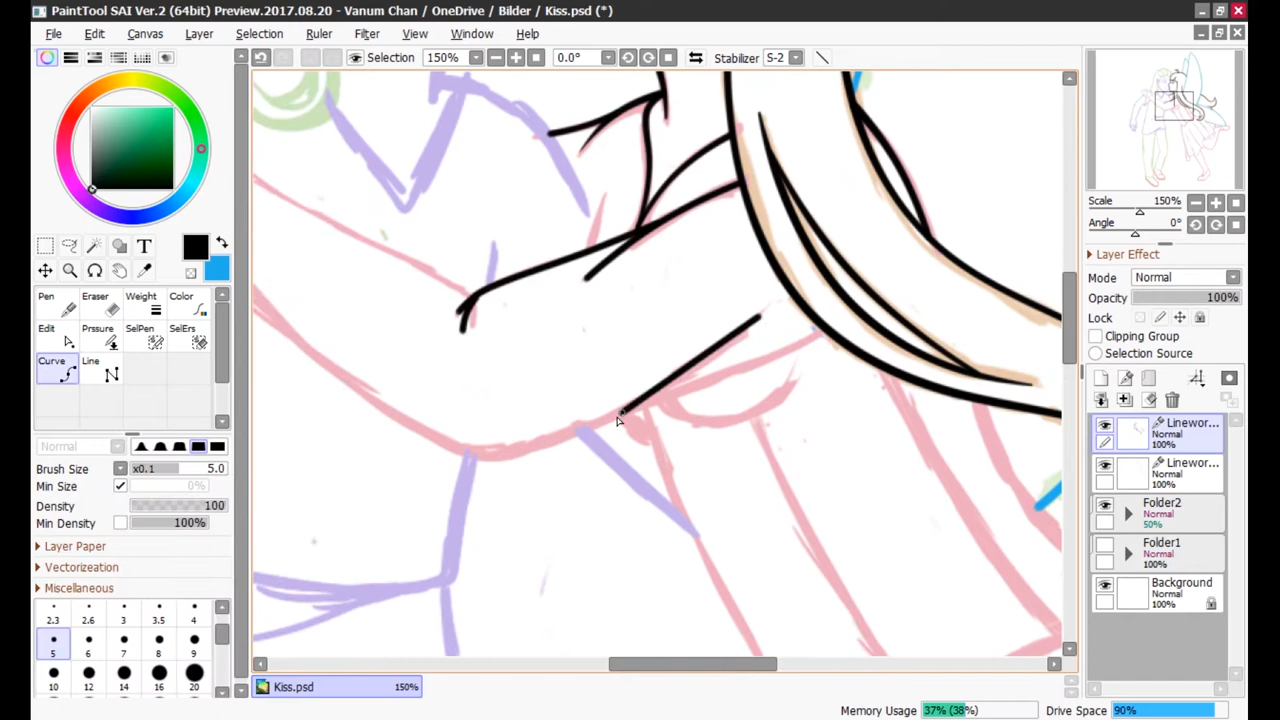 PaintTool SAI Ver.2 (64bit) Preview.2017.08.20 - Vanum Chan / OneDrive / Bilder / Kiss.psd (*)
File Edit Canvas Layer Selection Ruler Filter View Window Help
Selection 150% 0.0° Stabilizer S-2
T
Pen Eraser Weight Color
Edit Prssure SelPen SelErs
Curve Line
Normal
Brush Size x0.1 5.0
Min Size 0%
Density 100
Min Density 100%
Layer Paper
Vectorization
Miscellaneous
2.3 2.6 3 3.5 4
5 6 7 8 9
10 12 14 16 20
Scale 150%
Angle 0°
Layer Effect
Mode Normal
Opacity 100%
Lock
Clipping Group
Selection Source
Linewor...
Normal
100%
Linewor...
Normal
100%
Folder2
Normal
50%
Folder1
Normal
100%
Background
Normal
100%
Kiss.psd 150%
Memory Usage 37% (38%) Drive Space 90%